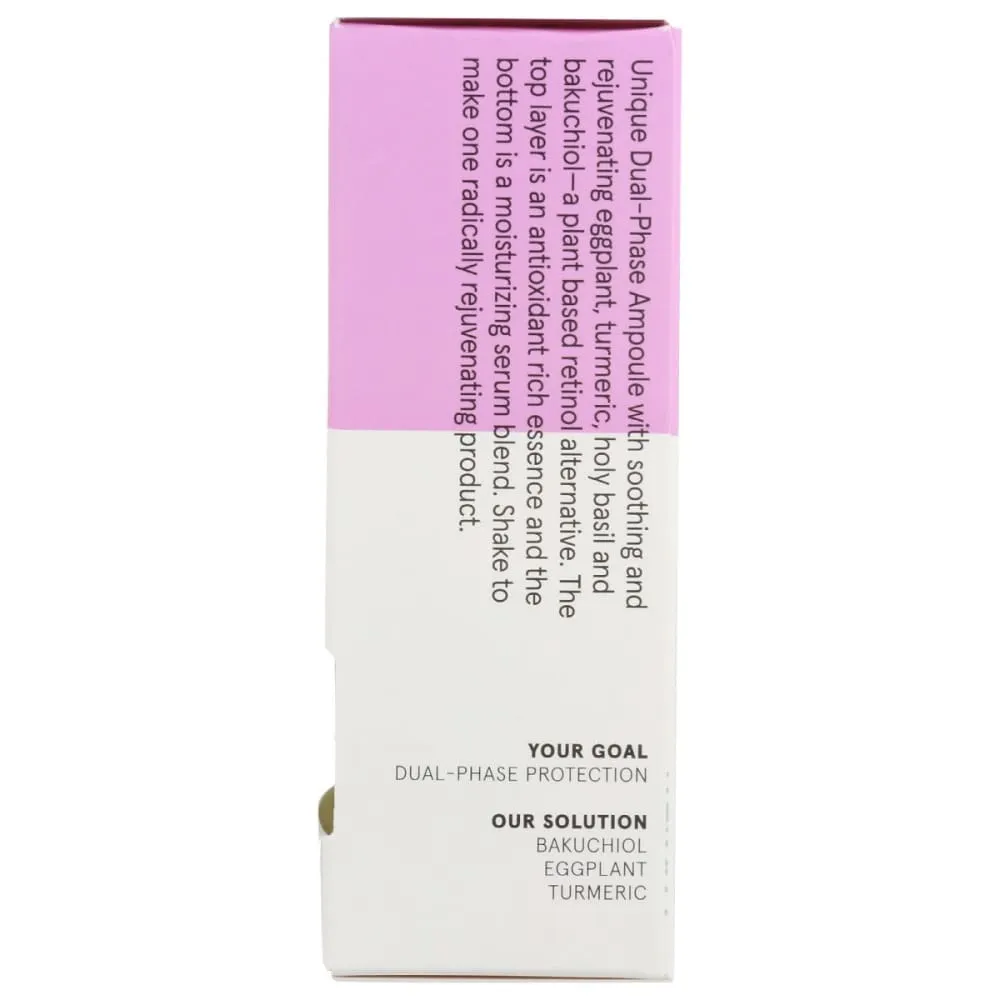 Unique Dual-Phase Ampoule with soothing and
rejuvenating eggplant, turmeric, holy basil and
bakuchiol—a plant based retinol alternative. The
top layer is an antioxidant rich essence and the
bottom is a moisturizing serum blend. Shake to
make one radically rejuvenating product.
YOUR GOAL
DUAL-PHASE PROTECTION
OUR SOLUTION
BAKUCHIOL
EGGPLANT
TURMERIC